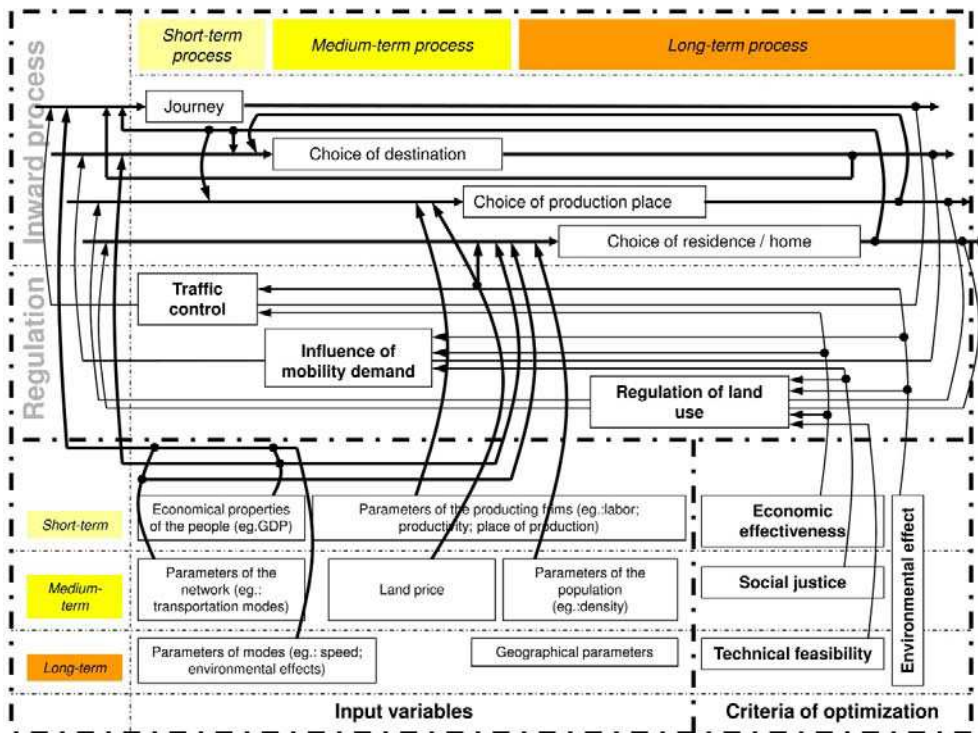 Short-term
process
Medium-term process
Long-term process
Inward process
Journey
Choice of destination
Choice of production place
Choice of residence / home
Regulation
Traffic
control
Influence of
mobility demand
Regulation of land
use
Short-term
Economical properties
of the people (eg.GDP)
Parameters of the producting frims (eg.:labor;
productivity; place of production)
Economic
effectiveness
Environmental effect
Medium-
term
Parameters of the
network (eg.:
transportation modes)
Land price
Parameters of the
population
(eg.:density)
Social justice
Long-term
Parameters of modes (eg.: speed;
environmental effects)
Geographical parameters
Technical feasibility
Input variables
Criteria of optimization